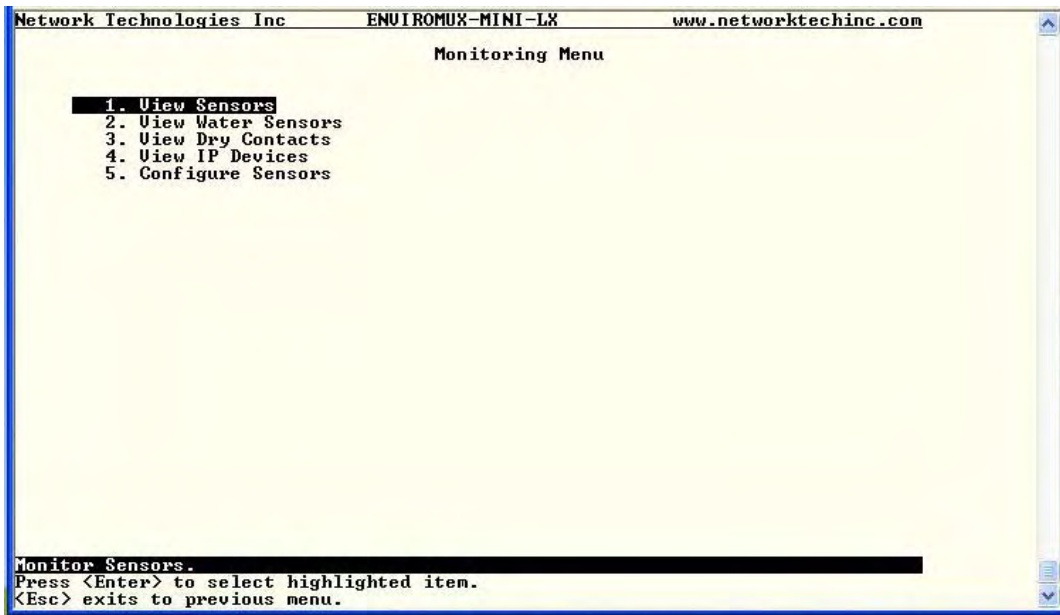 Network Technologies Inc ENVIROMUX-MINI-LX www.networktechinc.com
Monitoring Menu
1. View Sensors
2. View Water Sensors
3. View Dry Contacts
4. View IP Devices
5. Configure Sensors
Monitor Sensors.
Press <Enter> to select highlighted item.
<Esc> exits to previous menu.